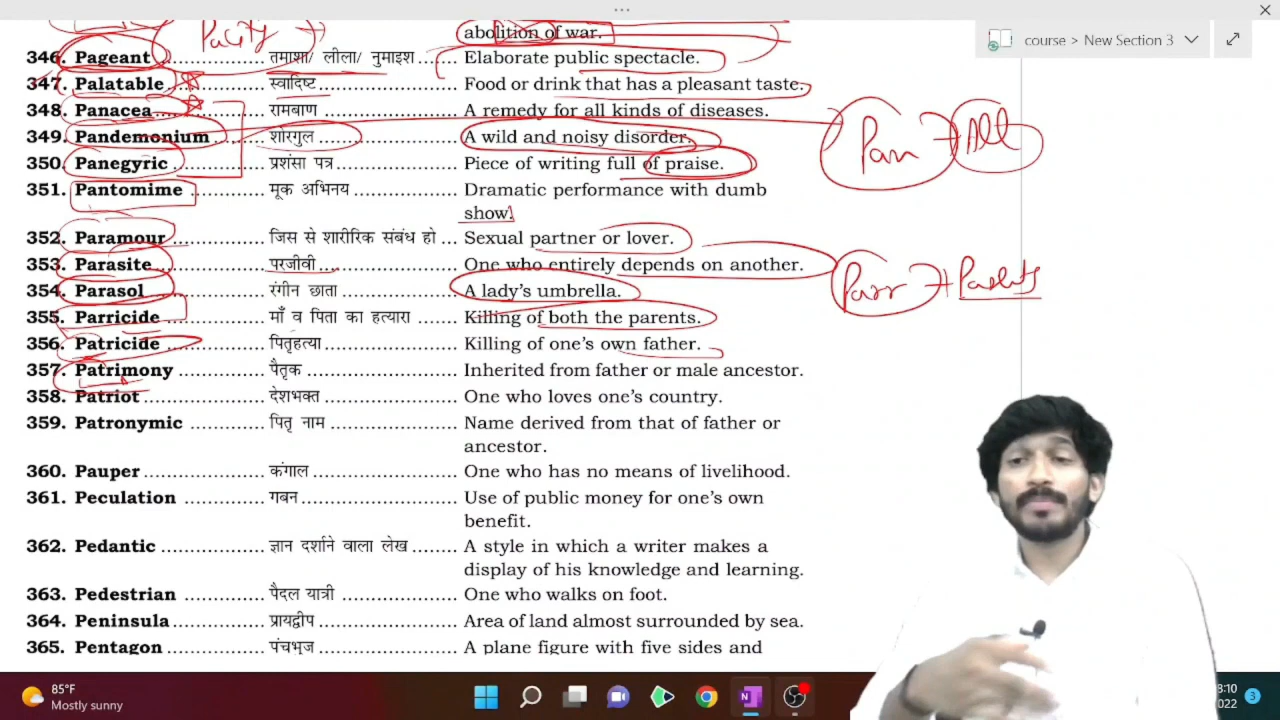 Pacify →
abolition of war.
course > New Section 3
346. Pageant ............... तमाशा/ लीला/ नुमाइश ..... Elaborate public spectacle.
347. Palatable ............... स्वादिष्ट ..................... Food or drink that has a pleasant taste.
348. Panacea ............... रामबाण ..................... A remedy for all kinds of diseases.
349. Pandemonium ......... शोरगुल ..................... A wild and noisy disorder.
Pan → All
350. Panegyric ............... प्रशंसा पत्र ................. Piece of writing full of praise.
351. Pantomime ............. मूक अभिनय ................ Dramatic performance with dumb
show.
352. Paramour ............... जिस से शारीरिक संबंध हो ... Sexual partner or lover.
353. Parasite ............... परजीवी ..................... One who entirely depends on another.
354. Parasol ............... रंगीन छाता ................. A lady's umbrella.
Parr → Parents
355. Parricide ............... माँ व पिता का हत्यारा ....... Killing of both the parents.
356. Patricide ............... पितृहत्या ................... Killing of one's own father.
357. Patrimony ............. पैतृक ....................... Inherited from father or male ancestor.
358. Patriot .................. देशभक्त .................... One who loves one's country.
359. Patronymic ............ पितृ नाम .................... Name derived from that of father or
ancestor.
360. Pauper .................. कंगाल ....................... One who has no means of livelihood.
361. Peculation .............. गबन ......................... Use of public money for one's own
benefit.
362. Pedantic ................ ज्ञान दर्शाने वाला लेख ........ A style in which a writer makes a
display of his knowledge and learning.
363. Pedestrian .............. पैदल यात्री .................. One who walks on foot.
364. Peninsula ............... प्रायद्वीप .................... Area of land almost surrounded by sea.
365. Pentagon ............... पंचभुज ...................... A plane figure with five sides and
85°F
Mostly sunny
3